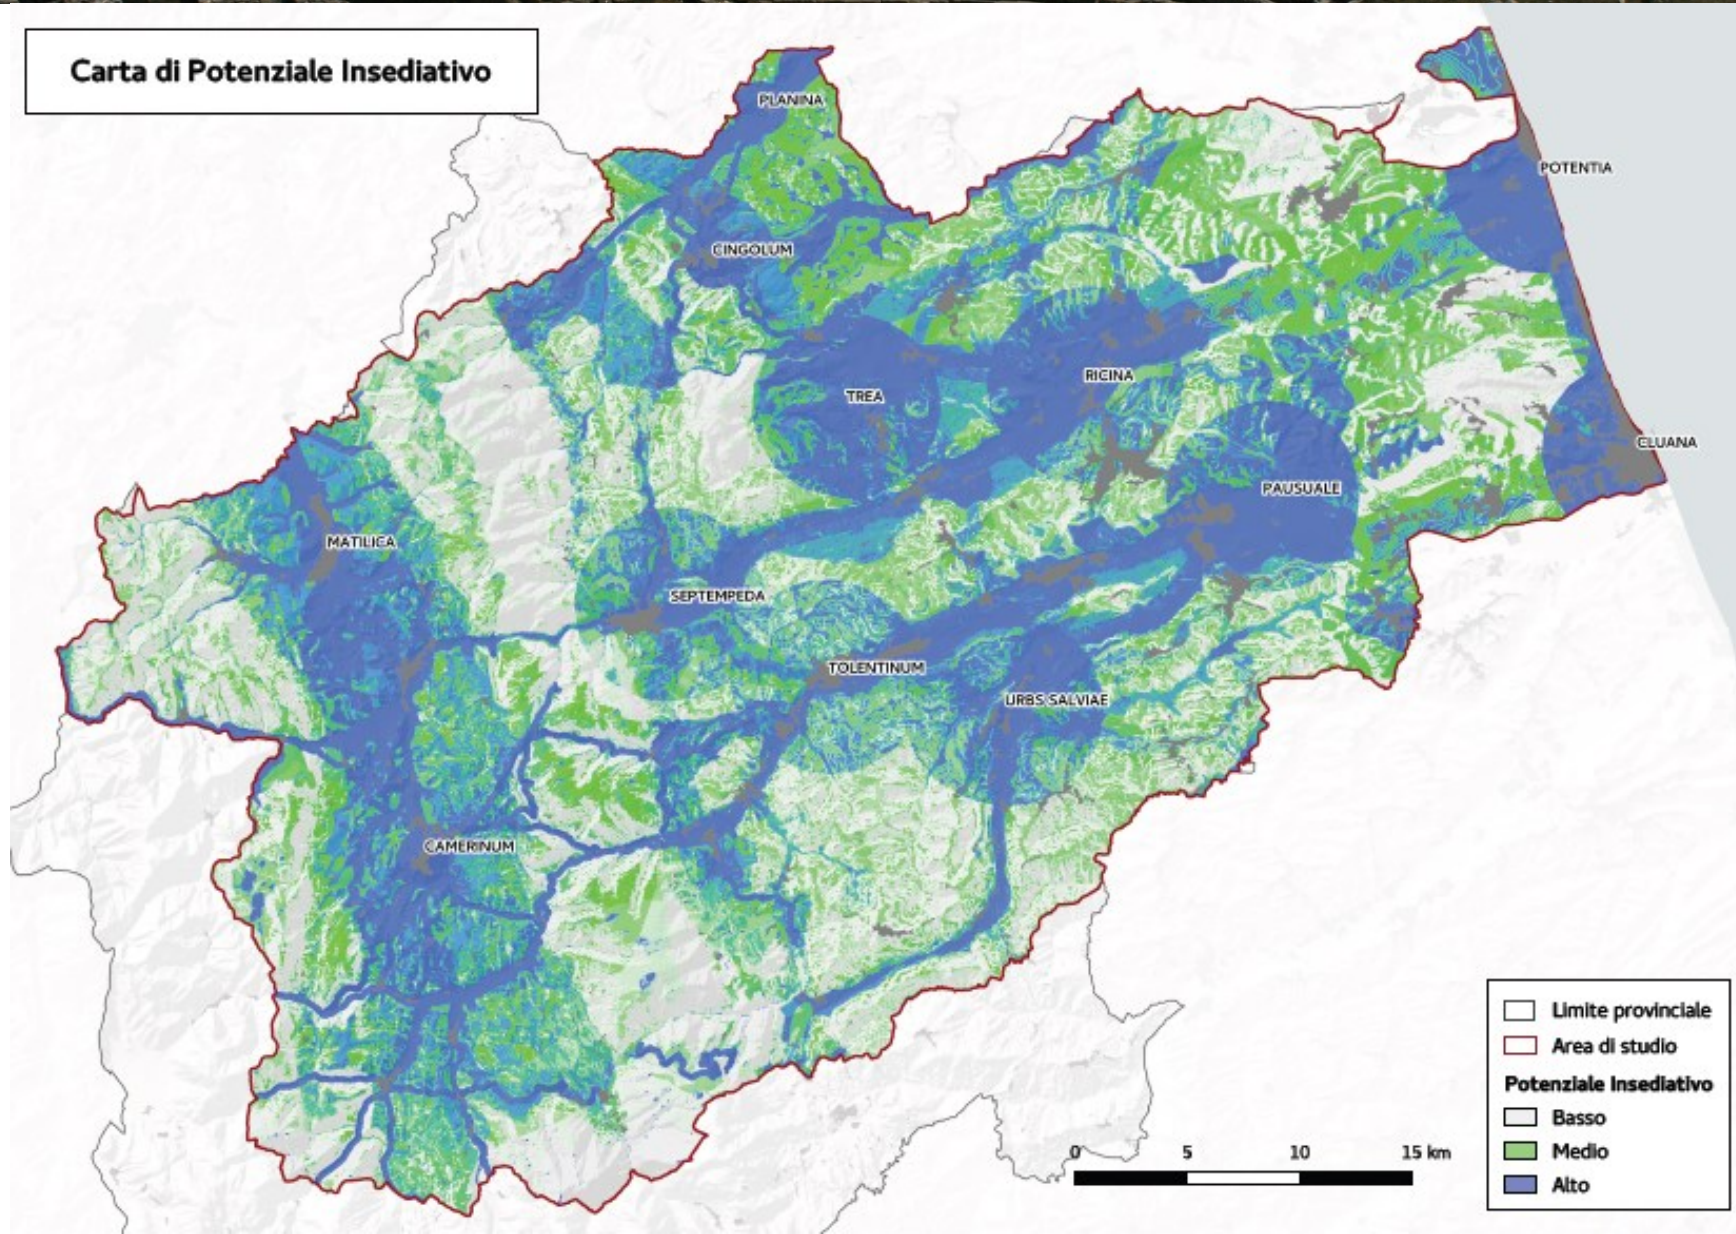 Carta di Potenziale Insediativo
PLANINA
POTENTIA
CINGOLUM
RICINA
TREA
CLUANA
PAUSUALE
MATILICA
SEPTEMPEDA
TOLENTINUM
URBS SALVIAE
CAMERINUM
Limite provinciale
Area di studio
Potenziale Insediativo
Basso
Medio
Alto
0 5 10 15 km